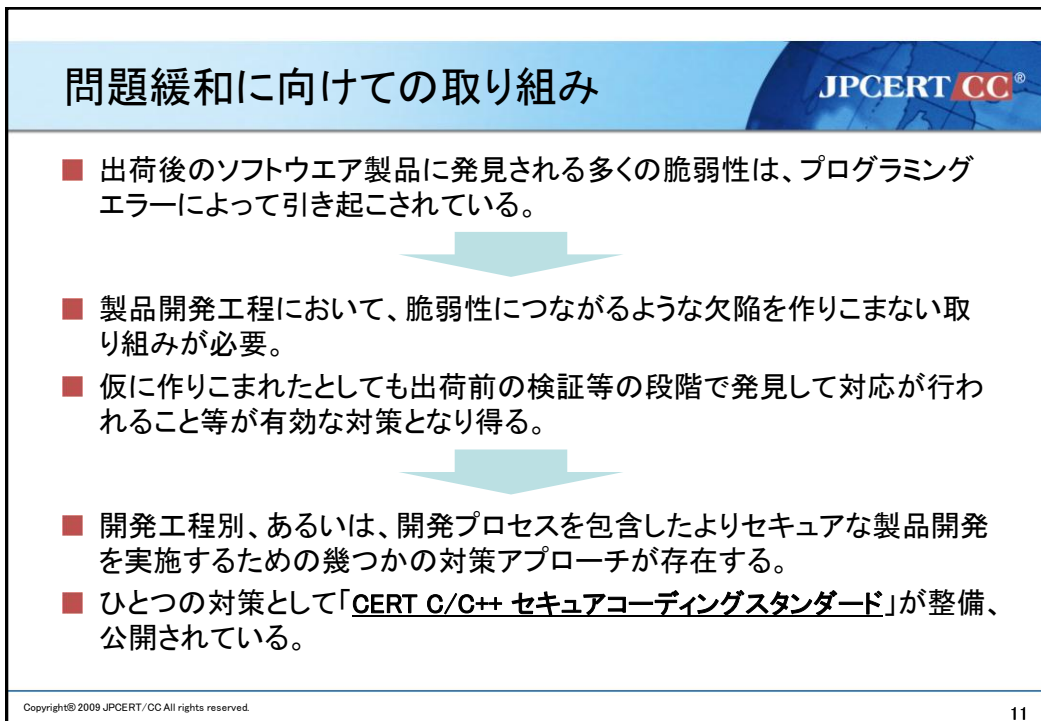 問題緩和に向けての取り組み
JPCERT CC®
■ 出荷後のソフトウエア製品に発見される多くの脆弱性は、プログラミング
エラーによって引き起こされている。
■ 製品開発工程において、脆弱性につながるような欠陥を作りこまない取
り組みが必要。
■ 仮に作りこまれたとしても出荷前の検証等の段階で発見して対応が行わ
れること等が有効な対策となり得る。
■ 開発工程別、あるいは、開発プロセスを包含したよりセキュアな製品開発
を実施するための幾つかの対策アプローチが存在する。
■ ひとつの対策として「CERT C/C++ セキュアコーディングスタンダード」が整備、
公開されている。
Copyright® 2009 JPCERT/CC All rights reserved.
11